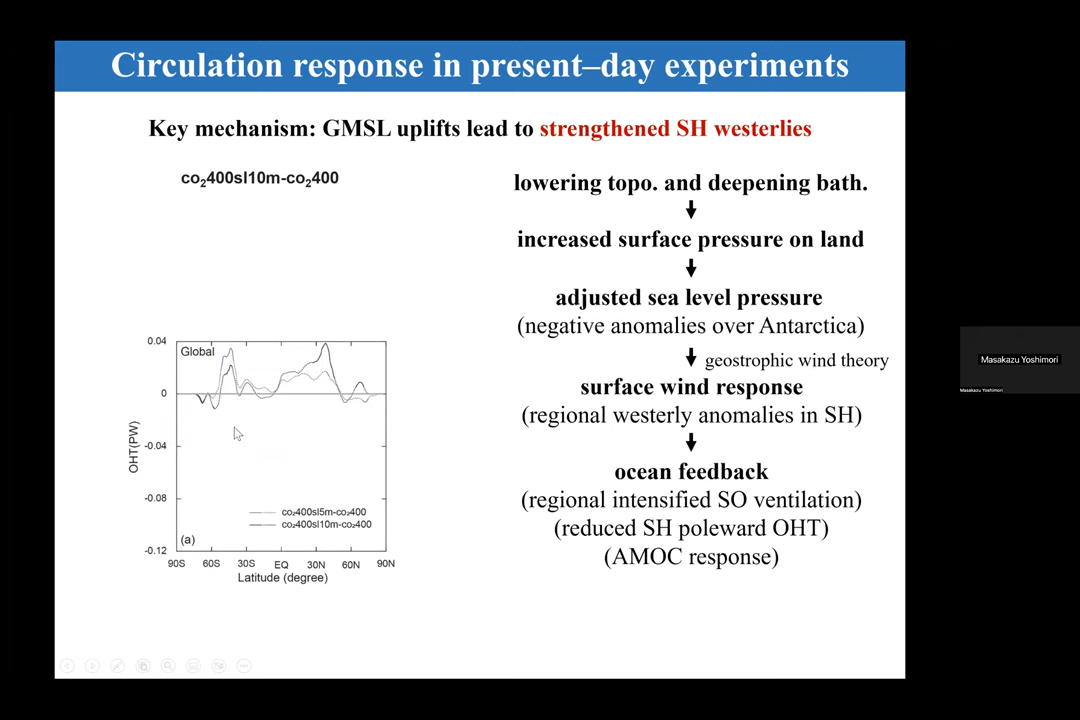 Circulation response in present–day experiments
Key mechanism: GMSL uplifts lead to strengthened SH westerlies
co₂400sl10m-co₂400
lowering topo. and deepening bath.
increased surface pressure on land
adjusted sea level pressure
(negative anomalies over Antarctica)
geostrophic wind theory
surface wind response
(regional westerly anomalies in SH)
ocean feedback
(regional intensified SO ventilation)
(reduced SH poleward OHT)
(AMOC response)
0.04
Global
0
-0.04
OHT(PW)
-0.08
co₂400sl5m-co₂400
co₂400sl10m-co₂400
(a)
-0.12
90S 60S 30S EQ 30N 60N 90N
Latitude (degree)
Masakazu Yoshimori
Masakazu Yoshimori